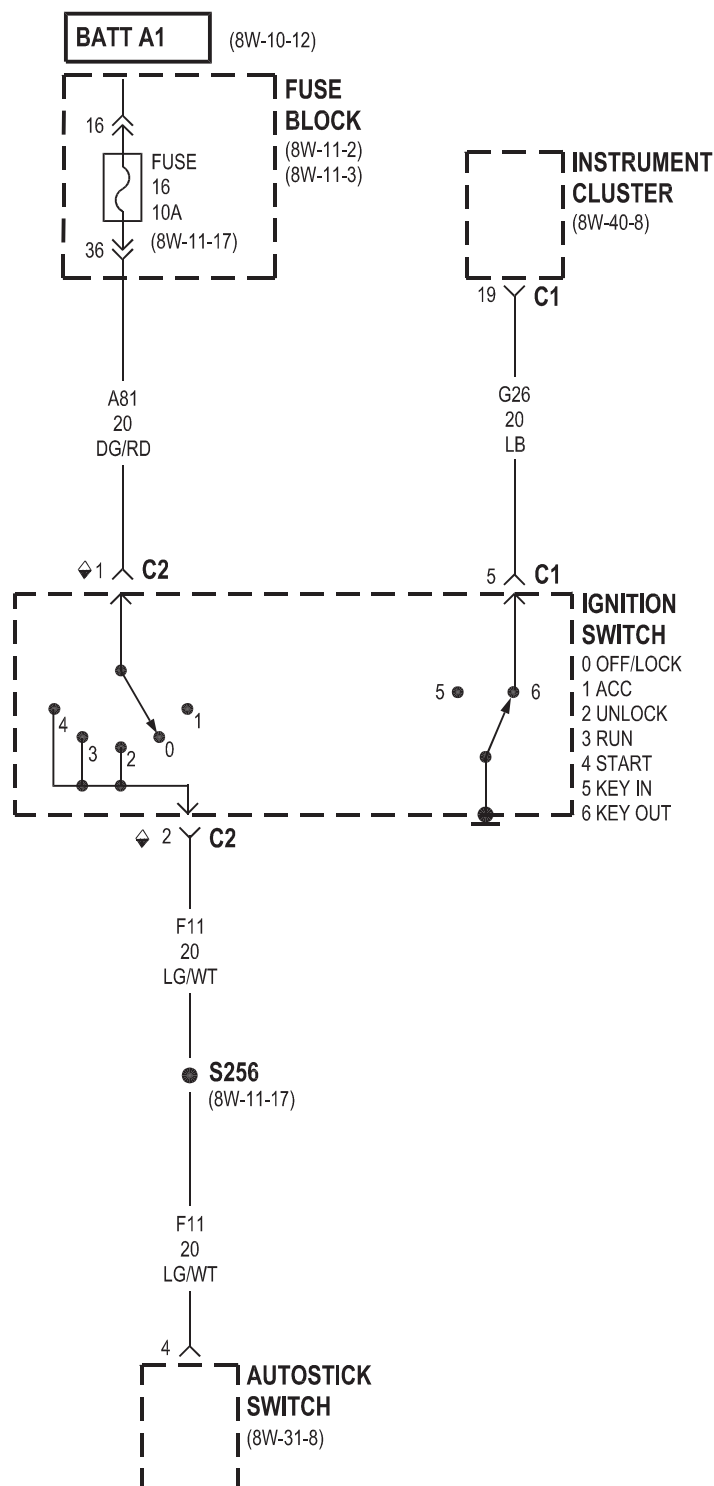 BATT A1
(8W-10-12)
FUSE
BLOCK
(8W-11-2)
(8W-11-3)
16
FUSE
16
10A
(8W-11-17)
36
INSTRUMENT
CLUSTER
(8W-40-8)
19
C1
A81
20
DG/RD
G26
20
LB
1
C2
5
C1
IGNITION
SWITCH
0 OFF/LOCK
1 ACC
2 UNLOCK
3 RUN
4 START
5 KEY IN
6 KEY OUT
4
3
2
0
1
5
6
2
C2
F11
20
LG/WT
S256
(8W-11-17)
F11
20
LG/WT
4
AUTOSTICK
SWITCH
(8W-31-8)